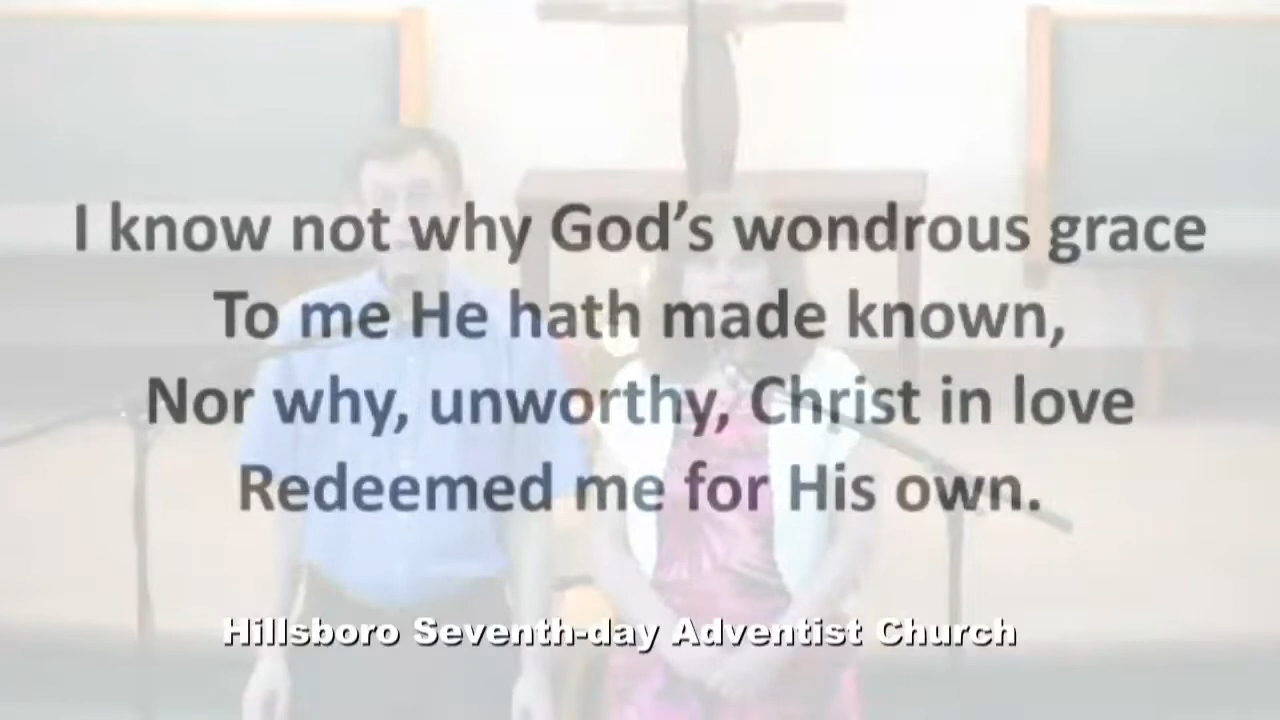 I know not why God’s wondrous grace
To me He hath made known,
Nor why, unworthy, Christ in love
Redeemed me for His own.
Hillsboro Seventh-day Adventist Church